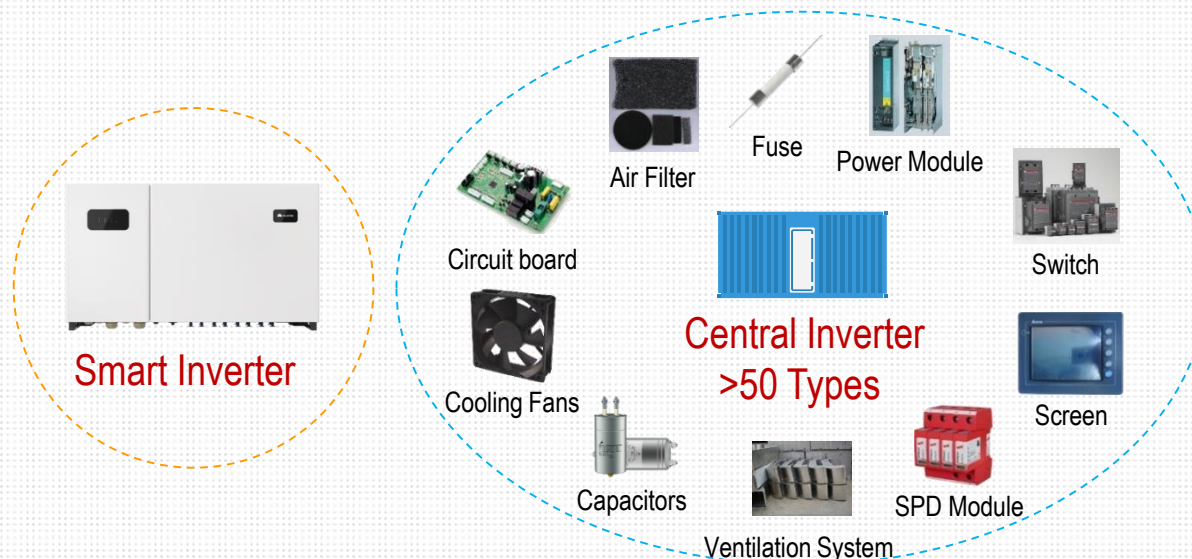 Fuse
Air Filter
Power Module
Circuit board
Switch
Smart Inverter
Central Inverter
>50 Types
Cooling Fans
Screen
Capacitors
SPD Module
Ventilation System